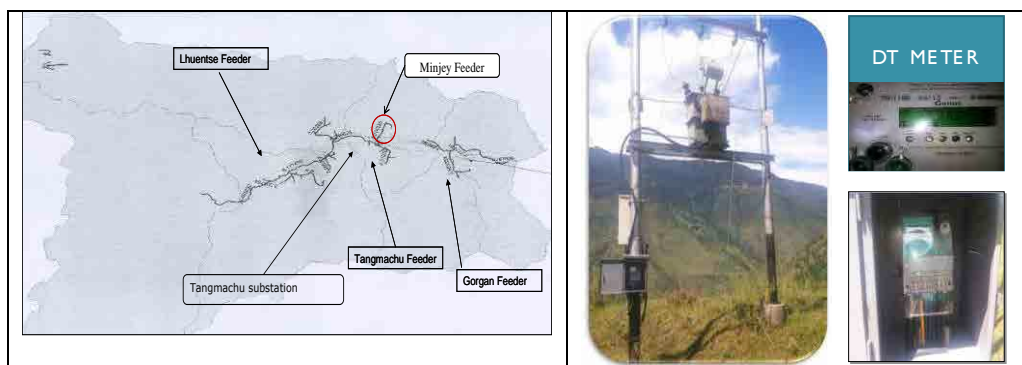 Lhuentse Feeder
Minjey Feeder
Tangmachu Feeder
Tangmachu substation
Gorgan Feeder
DT METER